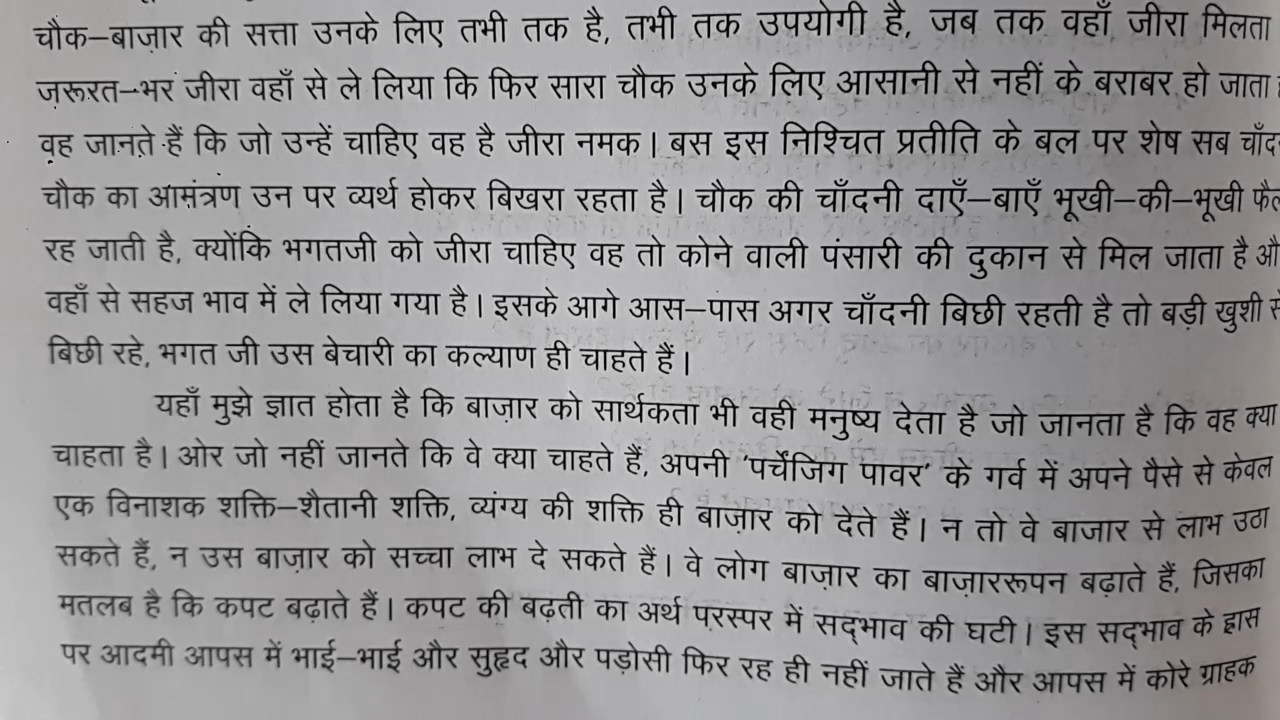 चौक–बाज़ार की सत्ता उनके लिए तभी तक है, तभी तक उपयोगी है, जब तक वहाँ जीरा मिलता
ज़रूरत–भर जीरा वहाँ से ले लिया कि फिर सारा चौक उनके लिए आसानी से नहीं के बराबर हो जाता
वह जानते हैं कि जो उन्हें चाहिए वह है जीरा नमक। बस इस निश्चित प्रतीति के बल पर शेष सब
चौक का आमंत्रण उन पर व्यर्थ होकर बिखरा रहता है। चौक की चाँदनी दाएँ–बाएँ भूखी–की–भूखी
रह जाती है, क्योंकि भगतजी को जीरा चाहिए वह तो कोने वाली पंसारी की दुकान से मिल जाता है
वहाँ से सहज भाव में ले लिया गया है। इसके आगे आस–पास अगर चाँदनी बिछी रहती है तो बड़ी खुशी से
बिछी रहे, भगत जी उस बेचारी का कल्याण ही चाहते हैं।
यहाँ मुझे ज्ञात होता है कि बाज़ार को सार्थकता भी वही मनुष्य देता है जो जानता है कि वह क्या
चाहता है। ओर जो नहीं जानते कि वे क्या चाहते हैं, अपनी ‘पर्चेंजिग पावर’ के गर्व में अपने पैसे से केवल
एक विनाशक शक्ति–शैतानी शक्ति, व्यंग्य की शक्ति ही बाज़ार को देते हैं। न तो वे बाजार से लाभ उठा
सकते हैं, न उस बाज़ार को सच्चा लाभ दे सकते हैं। वे लोग बाज़ार का बाज़ाररूपन बढ़ाते हैं, जिसका
मतलब है कि कपट बढ़ाते हैं। कपट की बढ़ती का अर्थ परस्पर में सद्भाव की घटी। इस सद्भाव के ह्रास
पर आदमी आपस में भाई–भाई और सुहृद और पड़ोसी फिर रह ही नहीं जाते हैं और आपस में कोरे ग्राहक